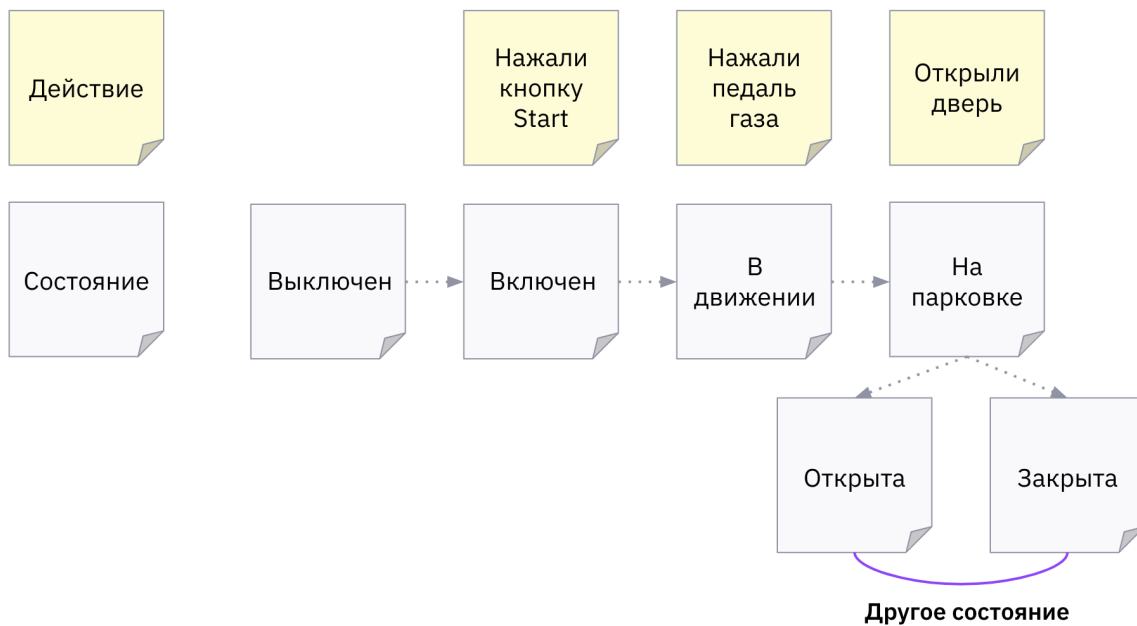 Действие
Нажали
кнопку
Start
Нажали
педаль
газа
Открыли
дверь
Состояние
Выключен
Включен
В
движении
На
парковке
Открыта
Закрыта
Другое состояние